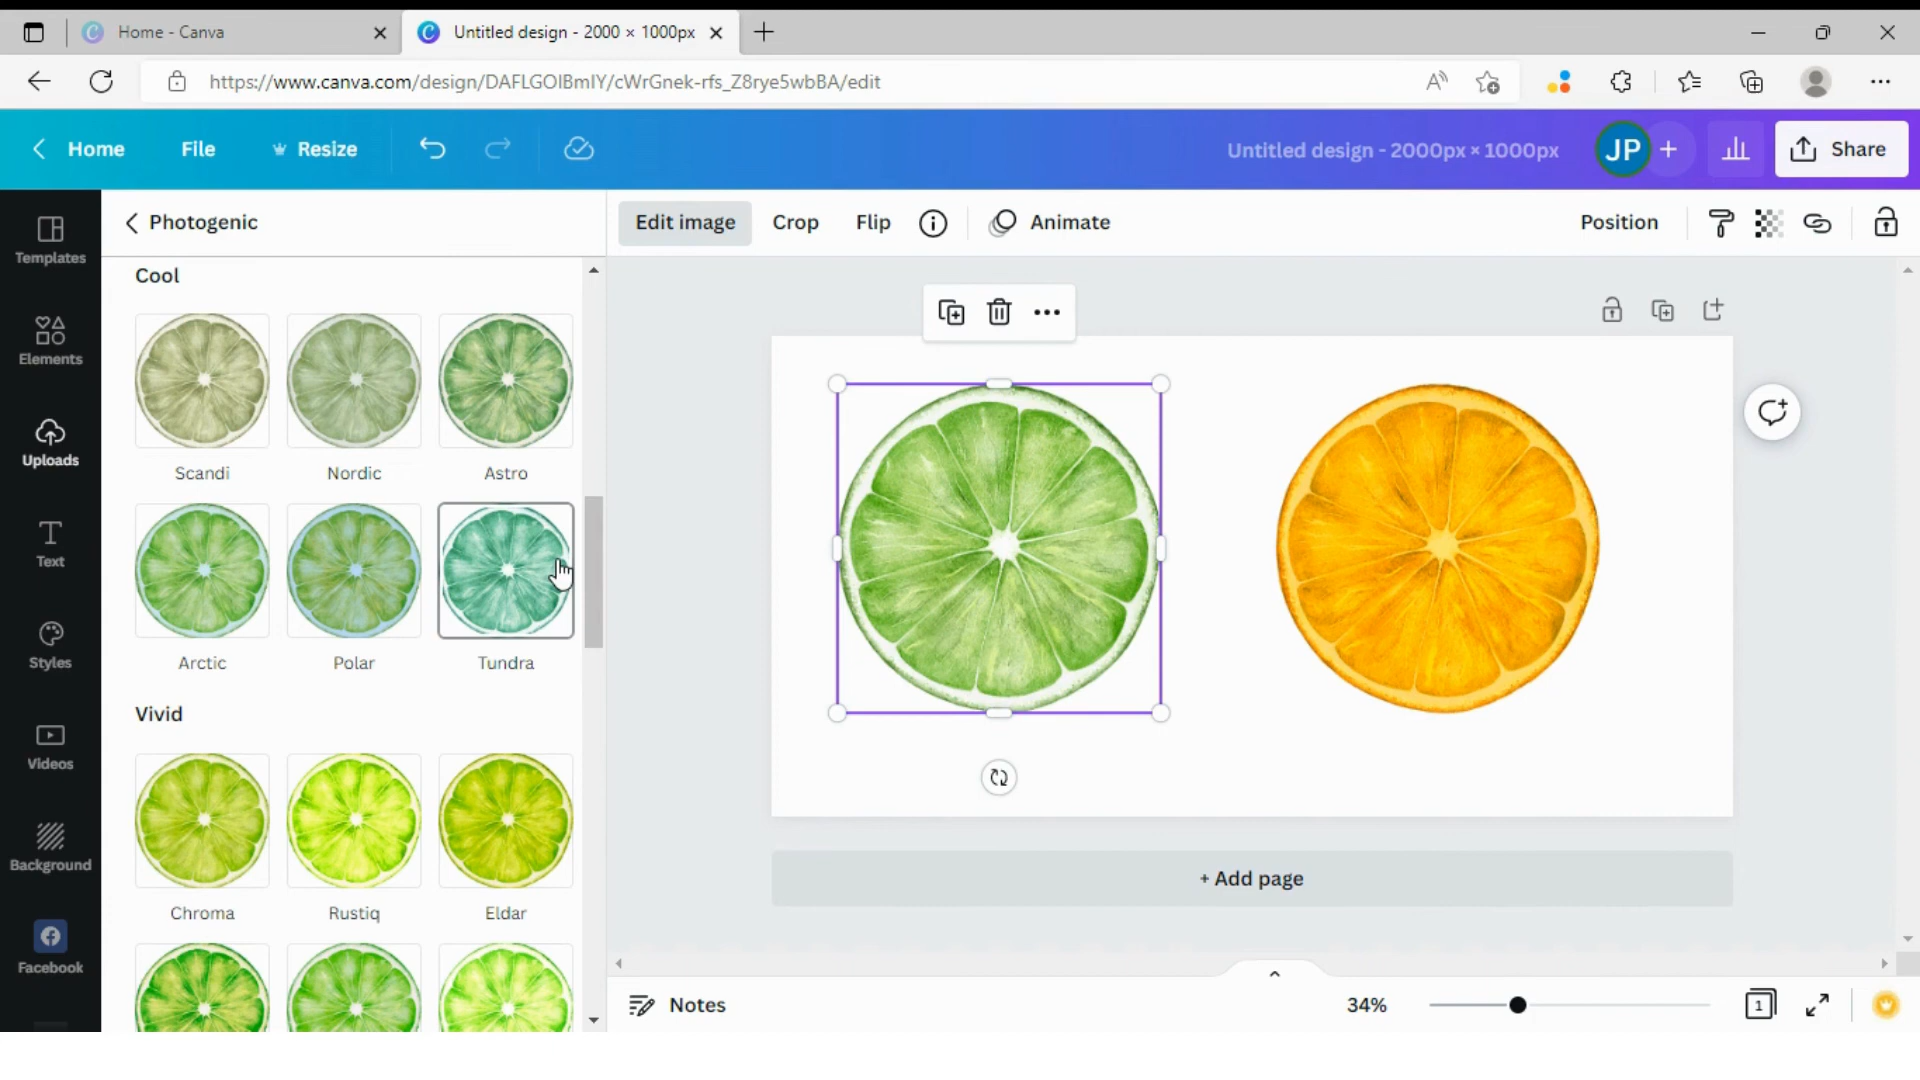 Home - Canva
Untitled design - 2000 × 1000px
https://www.canva.com/design/DAFLGOIBmIY/cWrGnek-rfs_Z8rye5wbBA/edit
Home File Resize
Untitled design - 2000px × 1000px
JP
Share
Templates
Elements
Uploads
Text
Styles
Videos
Background
Facebook
Photogenic
Cool
Scandi Nordic Astro
Arctic Polar Tundra
Vivid
Chroma Rustiq Eldar
Edit image Crop Flip Animate
Position
+ Add page
Notes
34%
1